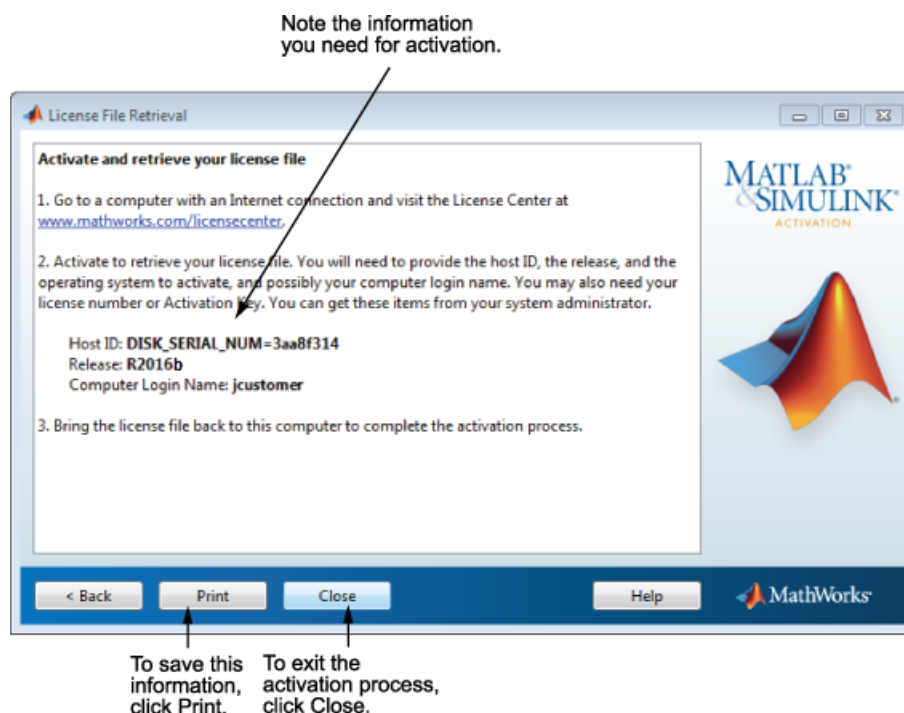 Note the information
you need for activation.
License File Retrieval
Activate and retrieve your license file
1. Go to a computer with an Internet connection and visit the License Center at
www.mathworks.com/licensecenter.
2. Activate to retrieve your license file. You will need to provide the host ID, the release, and the
operating system to activate, and possibly your computer login name. You may also need your
license number or Activation Key. You can get these items from your system administrator.
Host ID: DISK_SERIAL_NUM=3aa8f314
Release: R2016b
Computer Login Name: jcustomer
3. Bring the license file back to this computer to complete the activation process.
MATLAB®
&SIMULINK®
ACTIVATION
< Back
Print
Close
Help
MathWorks®
To save this
information,
click Print.
To exit the
activation process,
click Close.